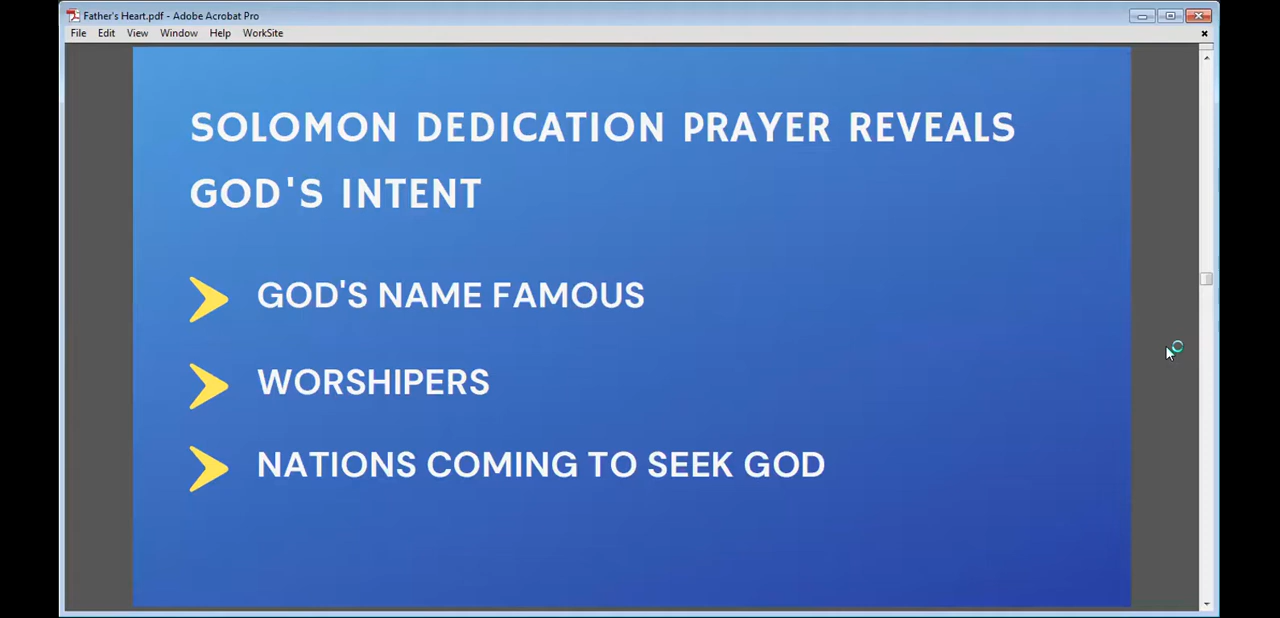 Father's Heart.pdf - Adobe Acrobat Pro
File Edit View Window Help WorkSite
SOLOMON DEDICATION PRAYER REVEALS
GOD'S INTENT
GOD'S NAME FAMOUS
WORSHIPERS
NATIONS COMING TO SEEK GOD